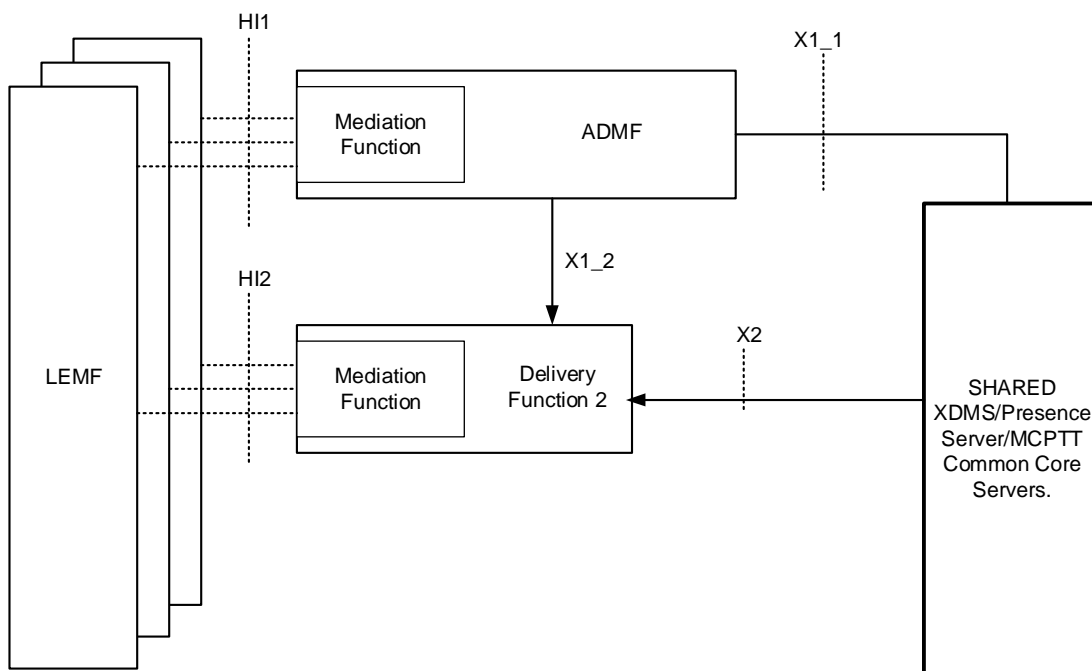 HI1
X1_1
Mediation
Function
ADMF
X1_2
HI2
X2
LEMF
Mediation
Function
Delivery
Function 2
SHARED
XDMS/Presence
Server/MCPTT
Common Core
Servers.